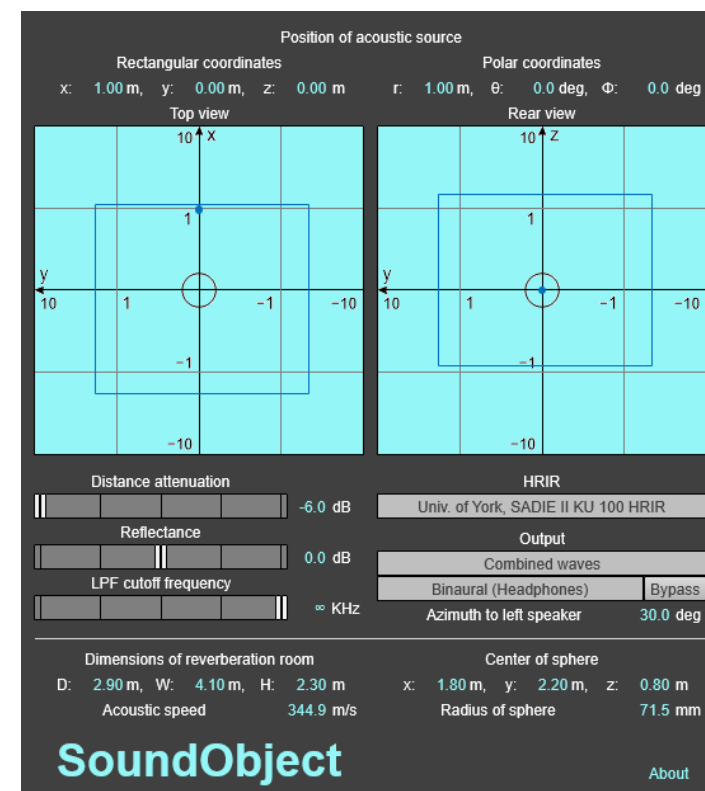 Position of acoustic source
Rectangular coordinates Polar coordinates
x: 1.00 m, y: 0.00 m, z: 0.00 m r: 1.00 m, θ: 0.0 deg, Φ: 0.0 deg
Top view Rear view
10 x 10 z
1 1
y y
10 1 −1 −10 10 1 −1 −10
−1 −1
−10 −10
Distance attenuation HRIR
-6.0 dB Univ. of York, SADIE II KU 100 HRIR
Reflectance Output
0.0 dB Combined waves
LPF cutoff frequency Binaural (Headphones) Bypass
∞ KHz Azimuth to left speaker 30.0 deg
Dimensions of reverberation room Center of sphere
D: 2.90 m, W: 4.10 m, H: 2.30 m x: 1.80 m, y: 2.20 m, z: 0.80 m
Acoustic speed 344.9 m/s Radius of sphere 71.5 mm
SoundObject About